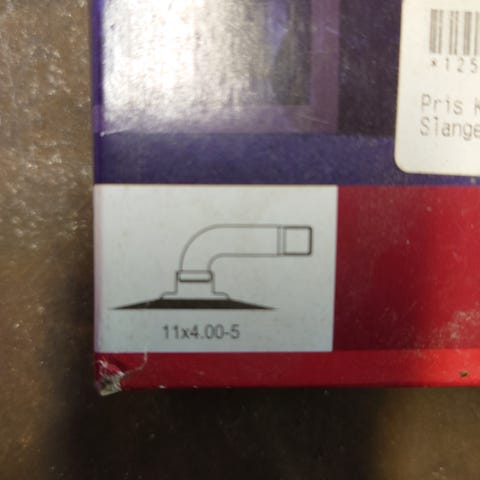 *125
Pris K
Slange
11x4.00-5